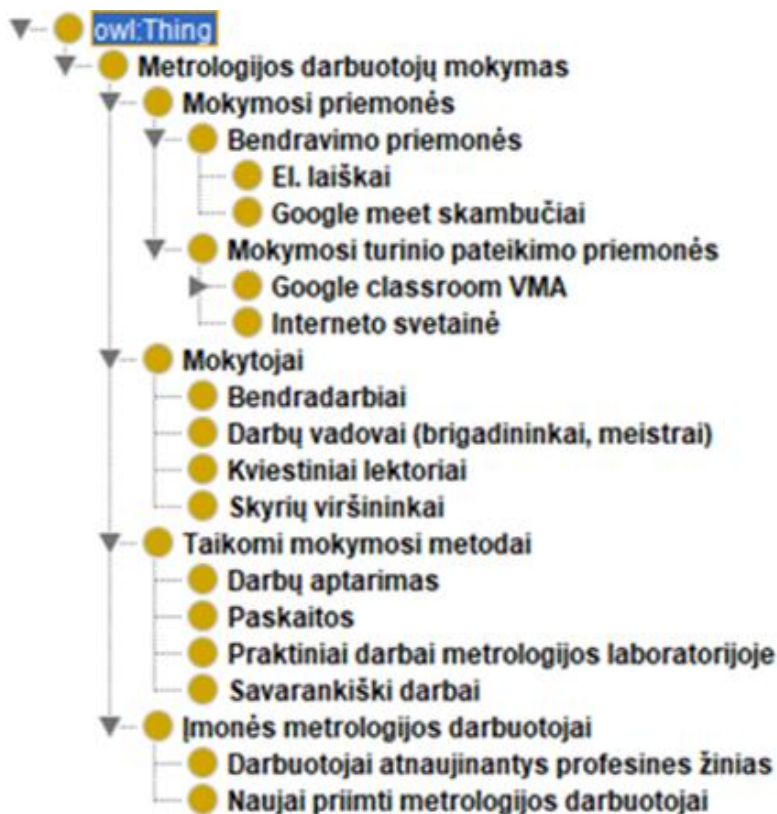 owl:Thing
Metrologijos darbuotojų mokymas
Mokymosi priemonės
Bendravimo priemonės
El. laiškai
Google meet skambučiai
Mokymosi turinio pateikimo priemonės
Google classroom VMA
Interneto svetainė
Mokytojai
Bendradarbiai
Darbų vadovai (brigadininkai, meistrai)
Kviestiniai lektoriai
Skyrių viršininkai
Taikomi mokymosi metodai
Darbų aptarimas
Paskaitos
Praktiniai darbai metrologijos laboratorijoje
Savarankiški darbai
Įmonės metrologijos darbuotojai
Darbuotojai atnaujinantys profesines žinias
Naujai priimti metrologijos darbuotojai